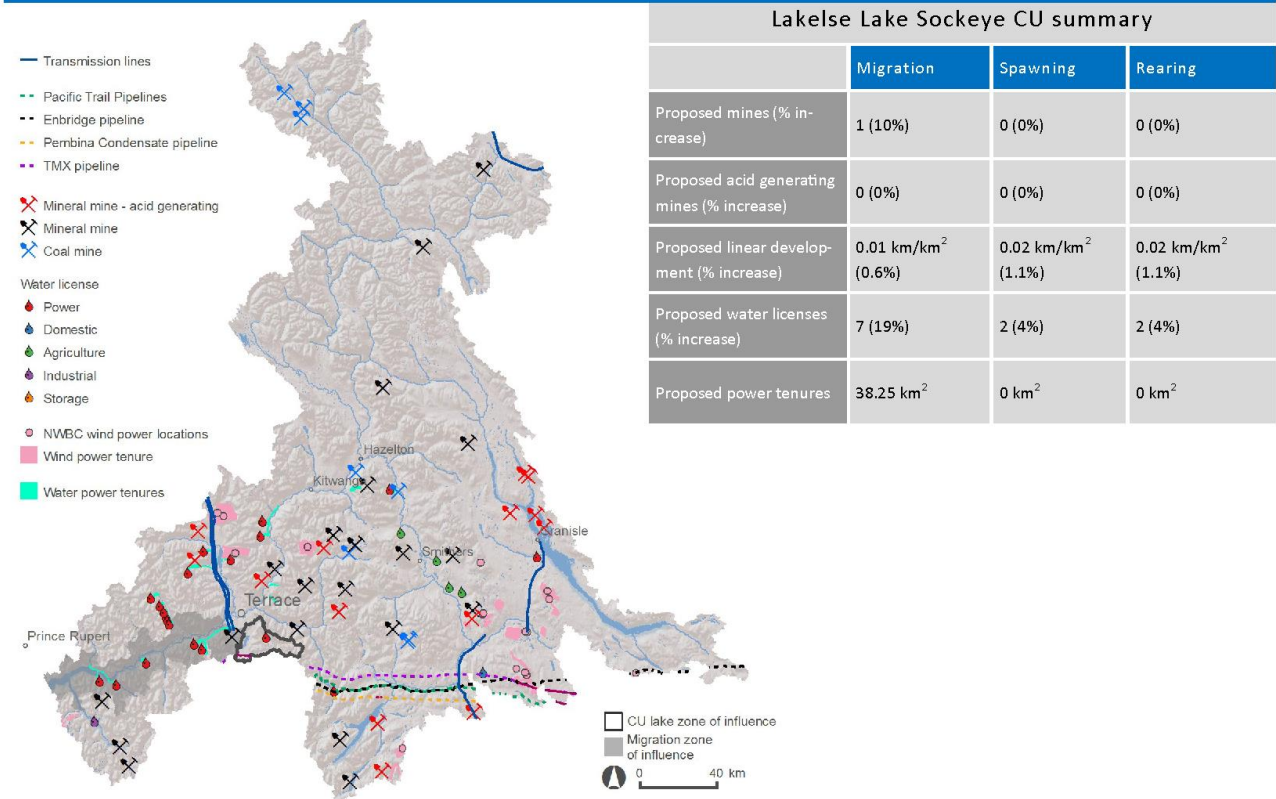 Transmission lines
Pacific Trail Pipelines
Enbridge pipeline
Pembina Condensate pipeline
TMX pipeline
Mineral mine - acid generating
Mineral mine
Coal mine
Water license
Power
Domestic
Agriculture
Industrial
Storage
NWBC wind power locations
Wind power tenure
Water power tenures
Hazelton
Kitwanga
Granisle
Smithers
Terrace
Prince Rupert
CU lake zone of influence
Migration zone
of influence
0 40 km
Lakelse Lake Sockeye CU summary
Migration Spawning Rearing
Proposed mines (% in-
crease) 1 (10%) 0 (0%) 0 (0%)
Proposed acid generating
mines (% increase) 0 (0%) 0 (0%) 0 (0%)
Proposed linear develop- 0.01 km/km² 0.02 km/km² 0.02 km/km²
ment (% increase) (0.6%) (1.1%) (1.1%)
Proposed water licenses
(% increase) 7 (19%) 2 (4%) 2 (4%)
Proposed power tenures 38.25 km² 0 km² 0 km²